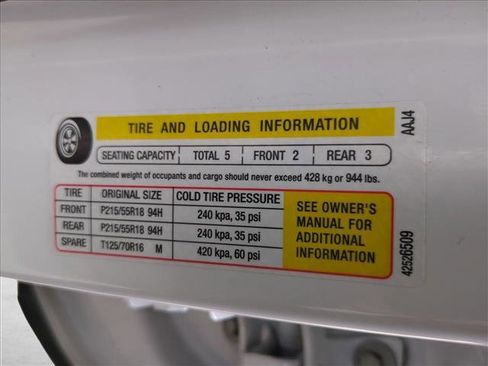 TIRE AND LOADING INFORMATION
SEATING CAPACITY TOTAL 5 FRONT 2 REAR 3
The combined weight of occupants and cargo should never exceed 428 kg or 944 lbs.
TIRE ORIGINAL SIZE COLD TIRE PRESSURE
FRONT P215/55R18 94H 240 kpa, 35 psi
REAR P215/55R18 94H 240 kpa, 35 psi
SPARE T125/70R16 M 420 kpa, 60 psi
SEE OWNER'S
MANUAL FOR
ADDITIONAL
INFORMATION
AAJ4
42526509